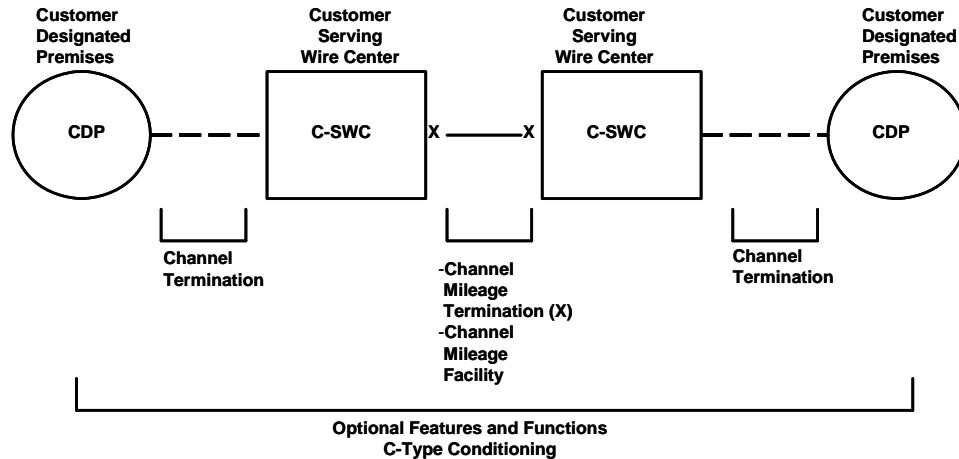 Customer
Designated
Premises
Customer
Serving
Wire Center
Customer
Serving
Wire Center
Customer
Designated
Premises
CDP
C-SWC
X
X
C-SWC
CDP
Channel
Termination
-Channel
Mileage
Termination (X)
-Channel
Mileage
Facility
Channel
Termination
Optional Features and Functions
C-Type Conditioning